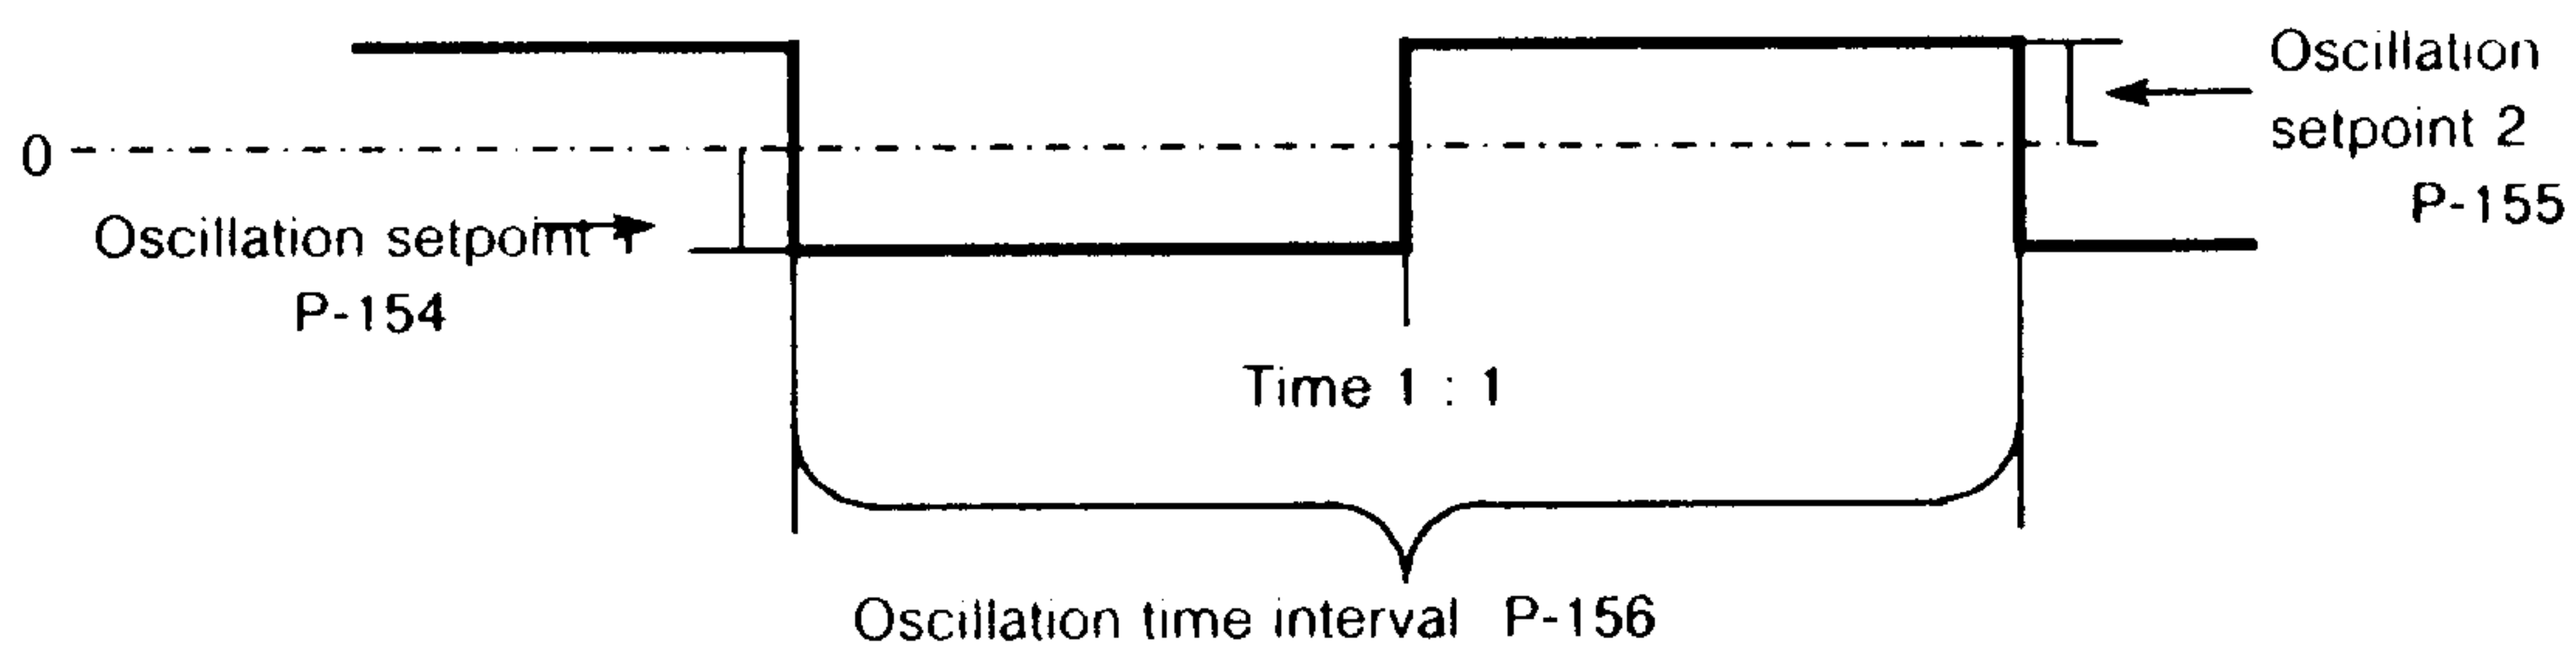 Oscillation
setpoint 2
P-155
0
Oscillation setpoint 1
P-154
Time 1 : 1
Oscillation time interval P-156